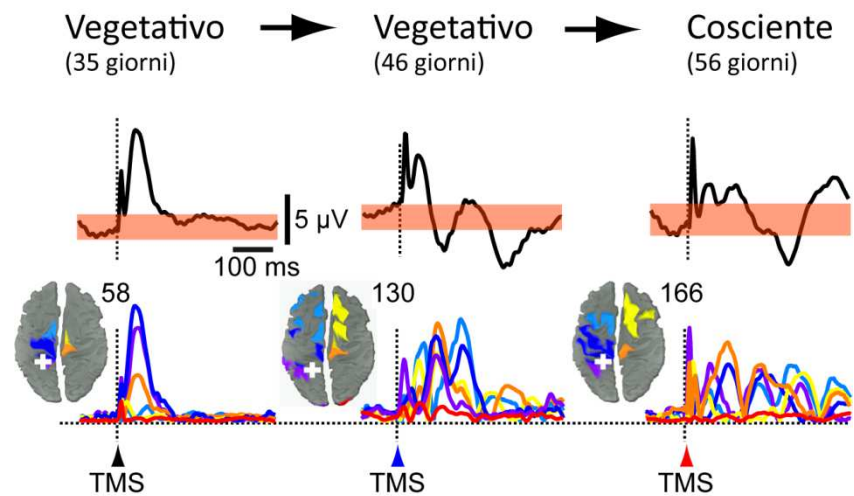 Vegetativo
(35 giorni)
Vegetativo
(46 giorni)
Cosciente
(56 giorni)
5 µV
100 ms
58
130
166
TMS
TMS
TMS